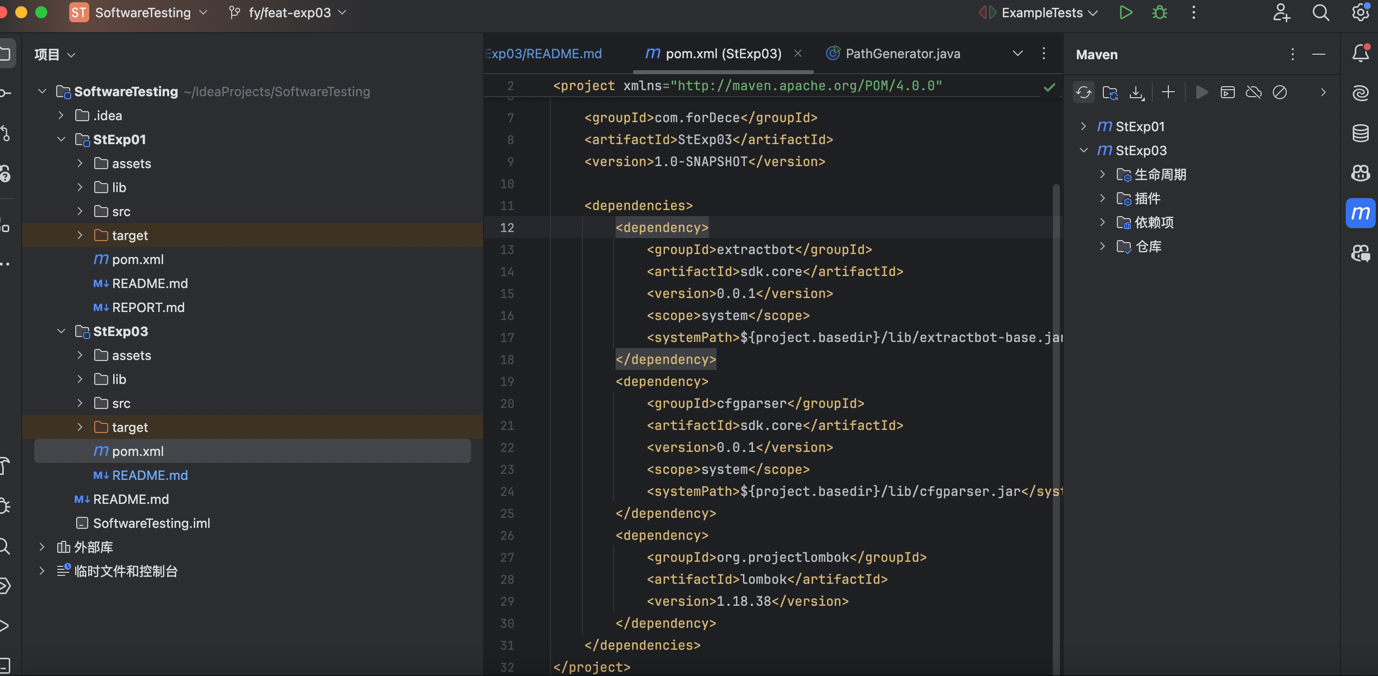 ST SoftwareTesting fy/feat-exp03 ExampleTests
项目
SoftwareTesting ~/IdeaProjects/SoftwareTesting
.idea
StExp01
assets
lib
src
target
pom.xml
README.md
REPORT.md
StExp03
assets
lib
src
target
pom.xml
README.md
README.md
SoftwareTesting.iml
外部库
临时文件和控制台
Exp03/README.md pom.xml (StExp03) PathGenerator.java
2 <project xmlns="http://maven.apache.org/POM/4.0.0"
7 <groupId>com.forDece</groupId>
8 <artifactId>StExp03</artifactId>
9 <version>1.0-SNAPSHOT</version>
10
11 <dependencies>
12 <dependency>
13 <groupId>extractbot</groupId>
14 <artifactId>sdk.core</artifactId>
15 <version>0.0.1</version>
16 <scope>system</scope>
17 <systemPath>${project.basedir}/lib/extractbot-base.jar
18 </dependency>
19 <dependency>
20 <groupId>cfgparser</groupId>
21 <artifactId>sdk.core</artifactId>
22 <version>0.0.1</version>
23 <scope>system</scope>
24 <systemPath>${project.basedir}/lib/cfgparser.jar</syst
25 </dependency>
26 <dependency>
27 <groupId>org.projectlombok</groupId>
28 <artifactId>lombok</artifactId>
29 <version>1.18.38</version>
30 </dependency>
31 </dependencies>
32 </project>
Maven
StExp01
StExp03
生命周期
插件
依赖项
仓库